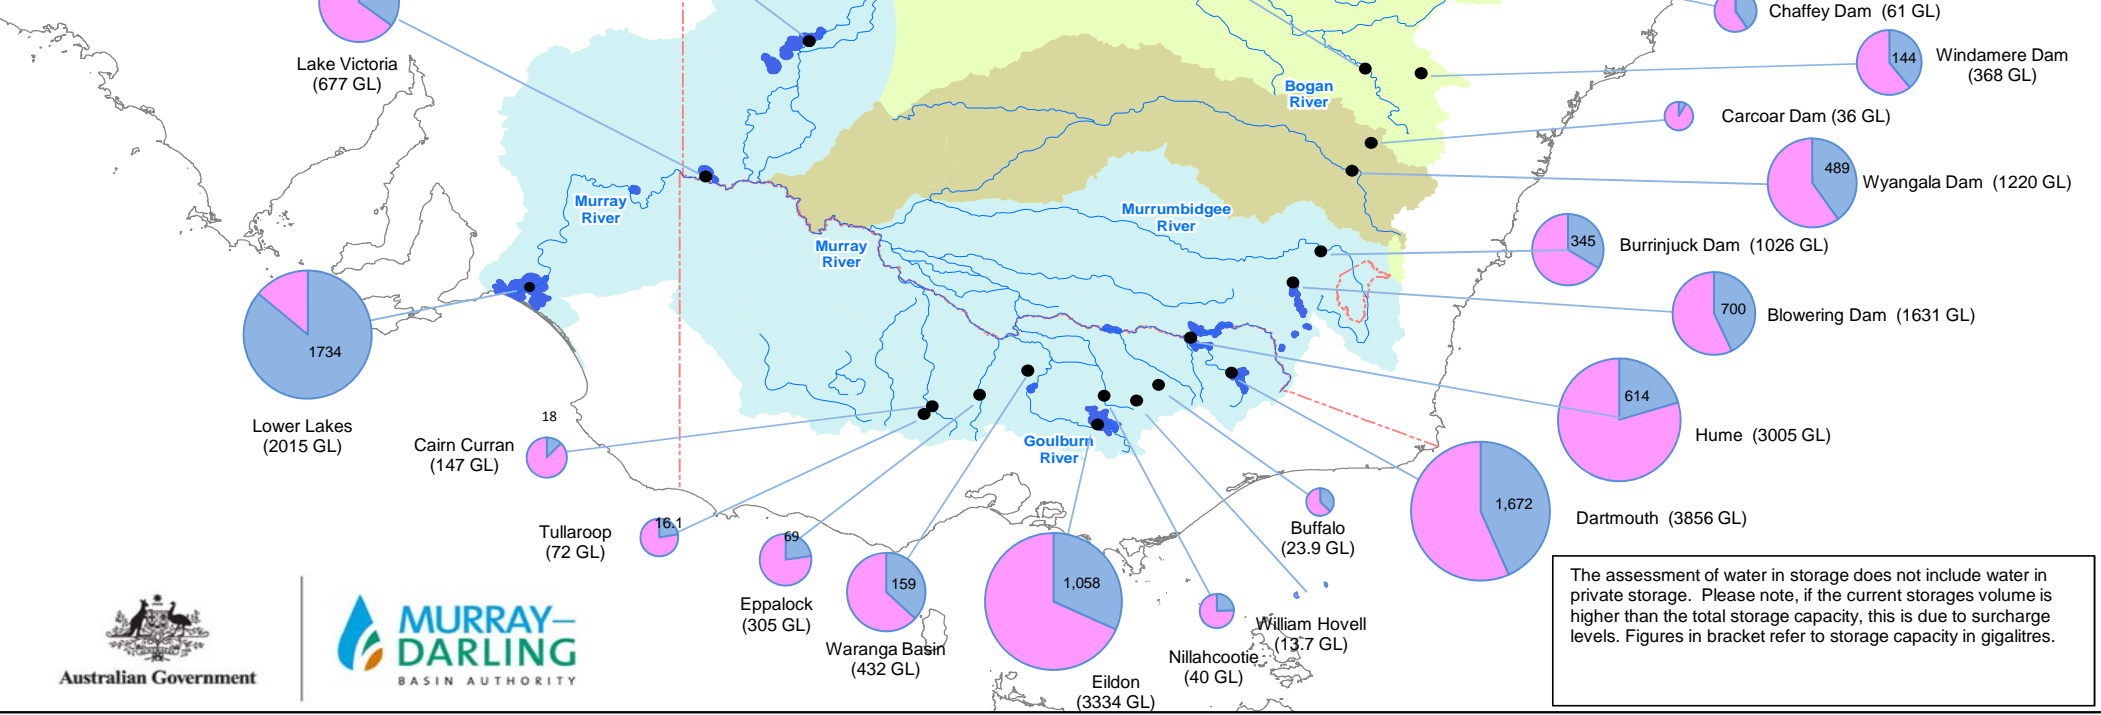 Chaffey Dam (61 GL)
Lake Victoria
(677 GL)
144
Windamere Dam
(368 GL)
Bogan
River
Carcoar Dam (36 GL)
489
Wyangala Dam (1220 GL)
Murray
River
Murrumbidgee
River
Murray
River
345
Burrinjuck Dam (1026 GL)
700
Blowering Dam (1631 GL)
1734
Lower Lakes
(2015 GL)
614
Hume (3005 GL)
18
Cairn Curran
(147 GL)
Goulburn
River
1,672
Dartmouth (3856 GL)
16.1
Tullaroop
(72 GL)
69
Eppalock
(305 GL)
159
Waranga Basin
(432 GL)
1,058
Eildon
(3334 GL)
Nillahcootie
(40 GL)
William Hovell
(13.7 GL)
Buffalo
(23.9 GL)
The assessment of water in storage does not include water in
private storage. Please note, if the current storages volume is
higher than the total storage capacity, this is due to surcharge
levels. Figures in bracket refer to storage capacity in gigalitres.
Australian Government
MURRAY–
DARLING
BASIN AUTHORITY